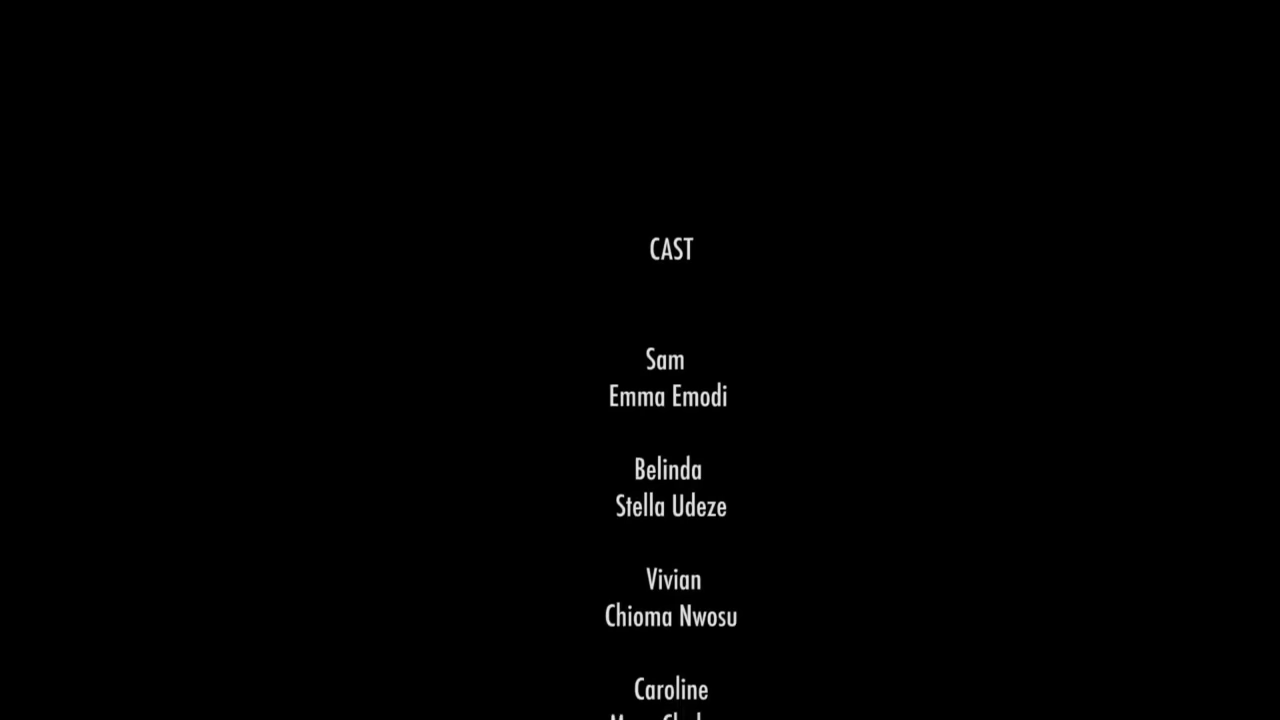 CAST
Sam
Emma Emodi
Belinda
Stella Udeze
Vivian
Chioma Nwosu
Caroline